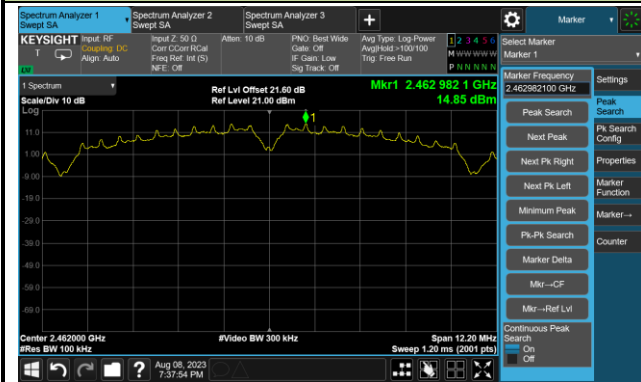 Spectrum Analyzer 1
Swept SA
Spectrum Analyzer 2
Swept SA
Spectrum Analyzer 3
Swept SA
+
Marker
KEYSIGHT
T
Input: RF
Coupling: DC
Align: Auto
Input Z: 50 Ω
Corr CCorr RCal
Freq Ref: Int (S)
NFE: Off
Atten: 10 dB
PNO: Best Wide
Gate: Off
IF Gain: Low
Sig Track: Off
Avg Type: Log-Power
Avg|Hold:>100/100
Trig: Free Run
1 2 3 4 5 6
M W W W W W
P N N N N N
Select Marker
Marker 1
1 Spectrum
Scale/Div 10 dB
Log
Ref Lvl Offset 21.60 dB
Ref Level 21.00 dBm
Mkr1 2.462 982 1 GHz
14.85 dBm
1
11.0
1.00
-9.00
-19.0
-29.0
-39.0
-49.0
-59.0
-69.0
Center 2.462000 GHz
#Res BW 100 kHz
#Video BW 300 kHz
Span 12.20 MHz
Sweep 1.20 ms (2001 pts)
Marker Frequency
2.462982100 GHz
Peak Search
Next Peak
Next Pk Right
Next Pk Left
Minimum Peak
Pk-Pk Search
Marker Delta
Mkr→CF
Mkr→Ref Lvl
Continuous Peak
Search
On
Off
Settings
Peak
Search
Pk Search
Config
Properties
Marker
Function
Marker→
Counter
?
Aug 08, 2023
7:37:54 PM